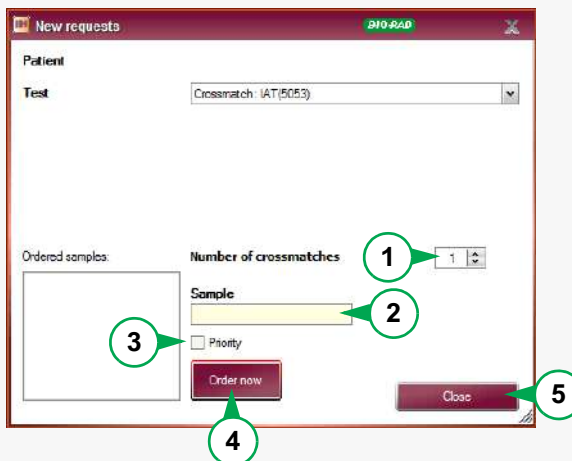 New requests
BIO-RAD
Patient
Test
Crossmatch: IAT(5053)
Ordered samples:
Number of crossmatches
1
1
Sample
2
3
Priority
Order now
Close
5
4